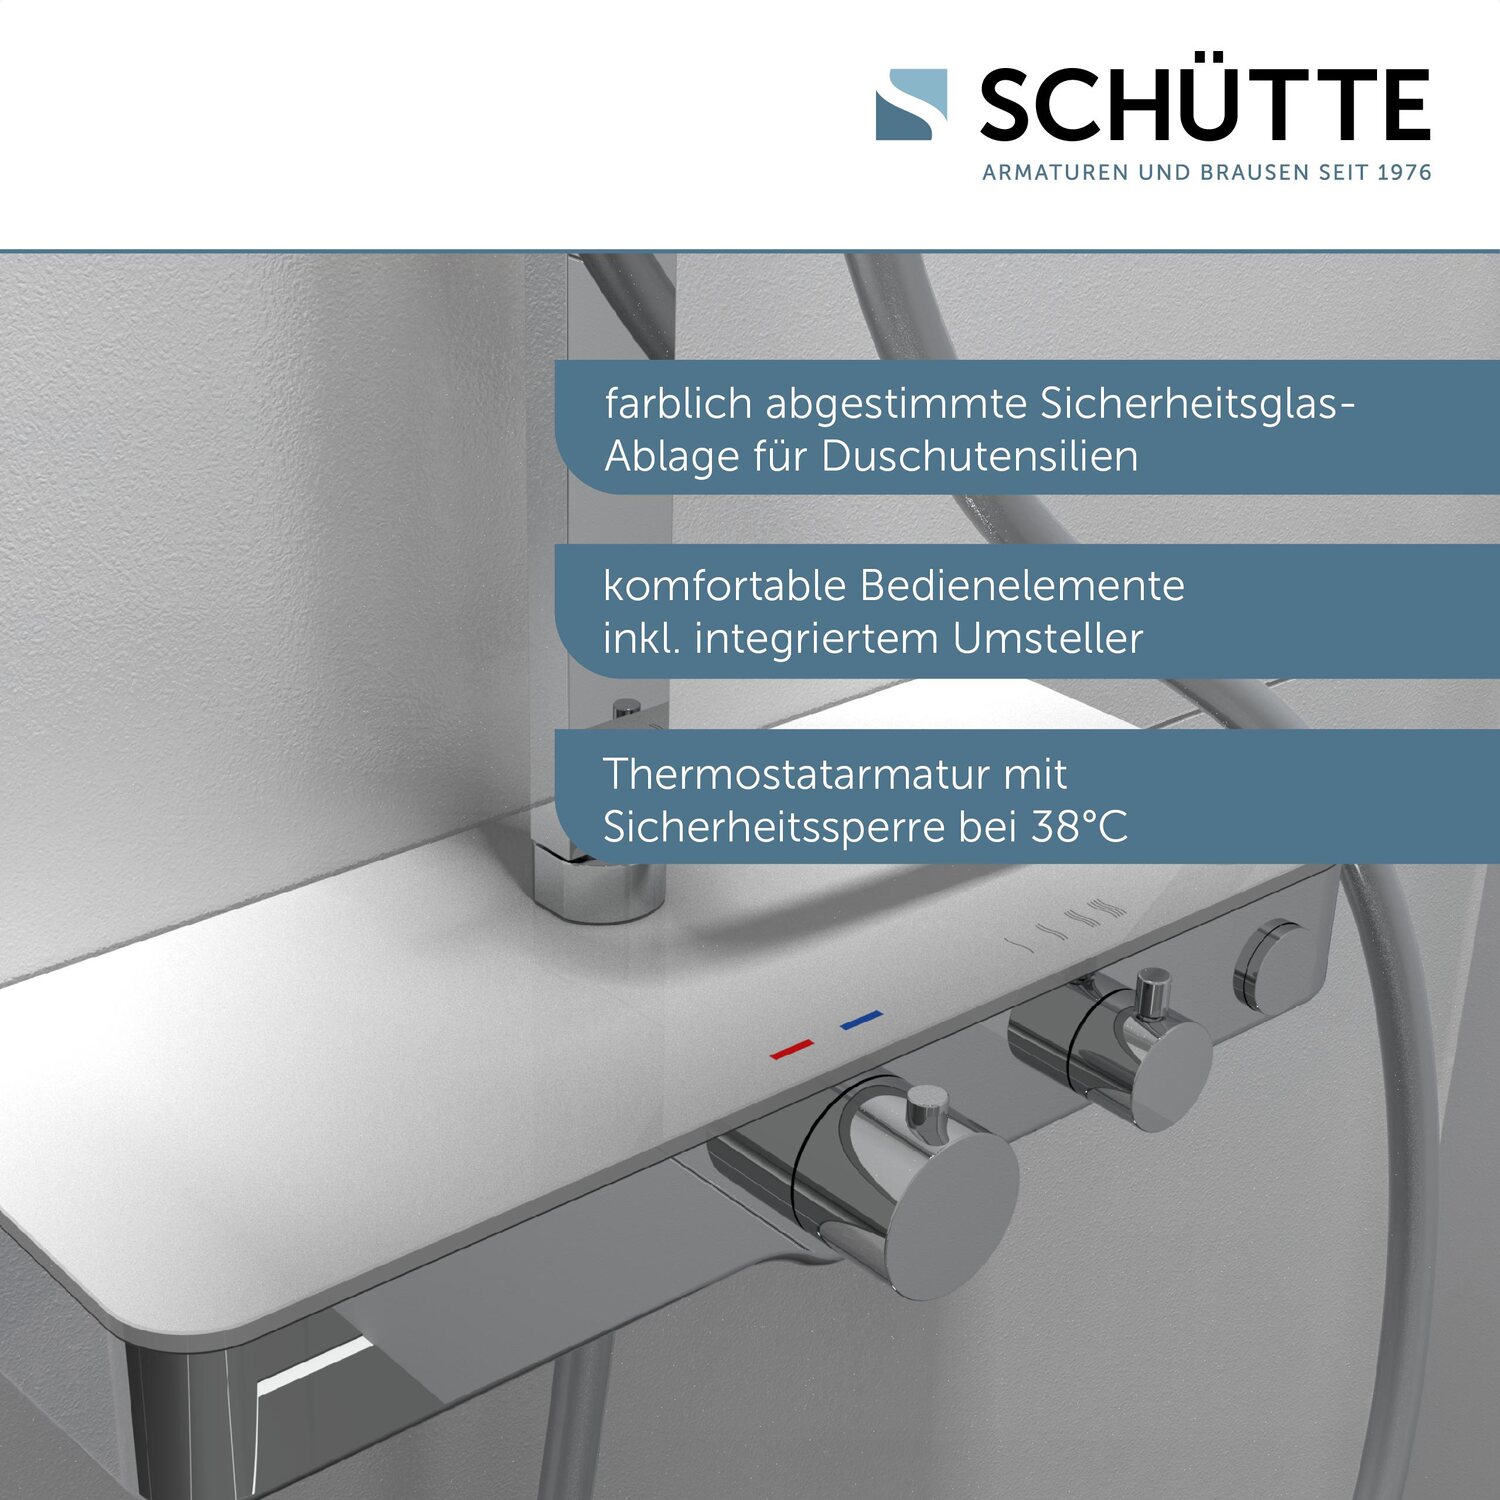 SCHÜTTE
ARMATUREN UND BRAUSEN SEIT 1976
farblich abgestimmte Sicherheitsglas-
Ablage für Duschutensilien
komfortable Bedienelemente
inkl. integriertem Umsteller
Thermostatarmatur mit
Sicherheitssperre bei 38°C